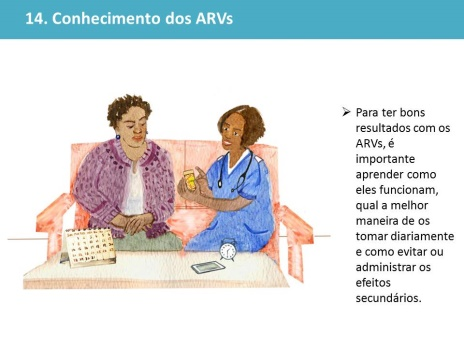 14. Conhecimento dos ARVs
➢ Para ter bons
resultados com os
ARVs, é
importante
aprender como
eles funcionam,
qual a melhor
maneira de os
tomar diariamente
e como evitar ou
administrar os
efeitos
secundários.